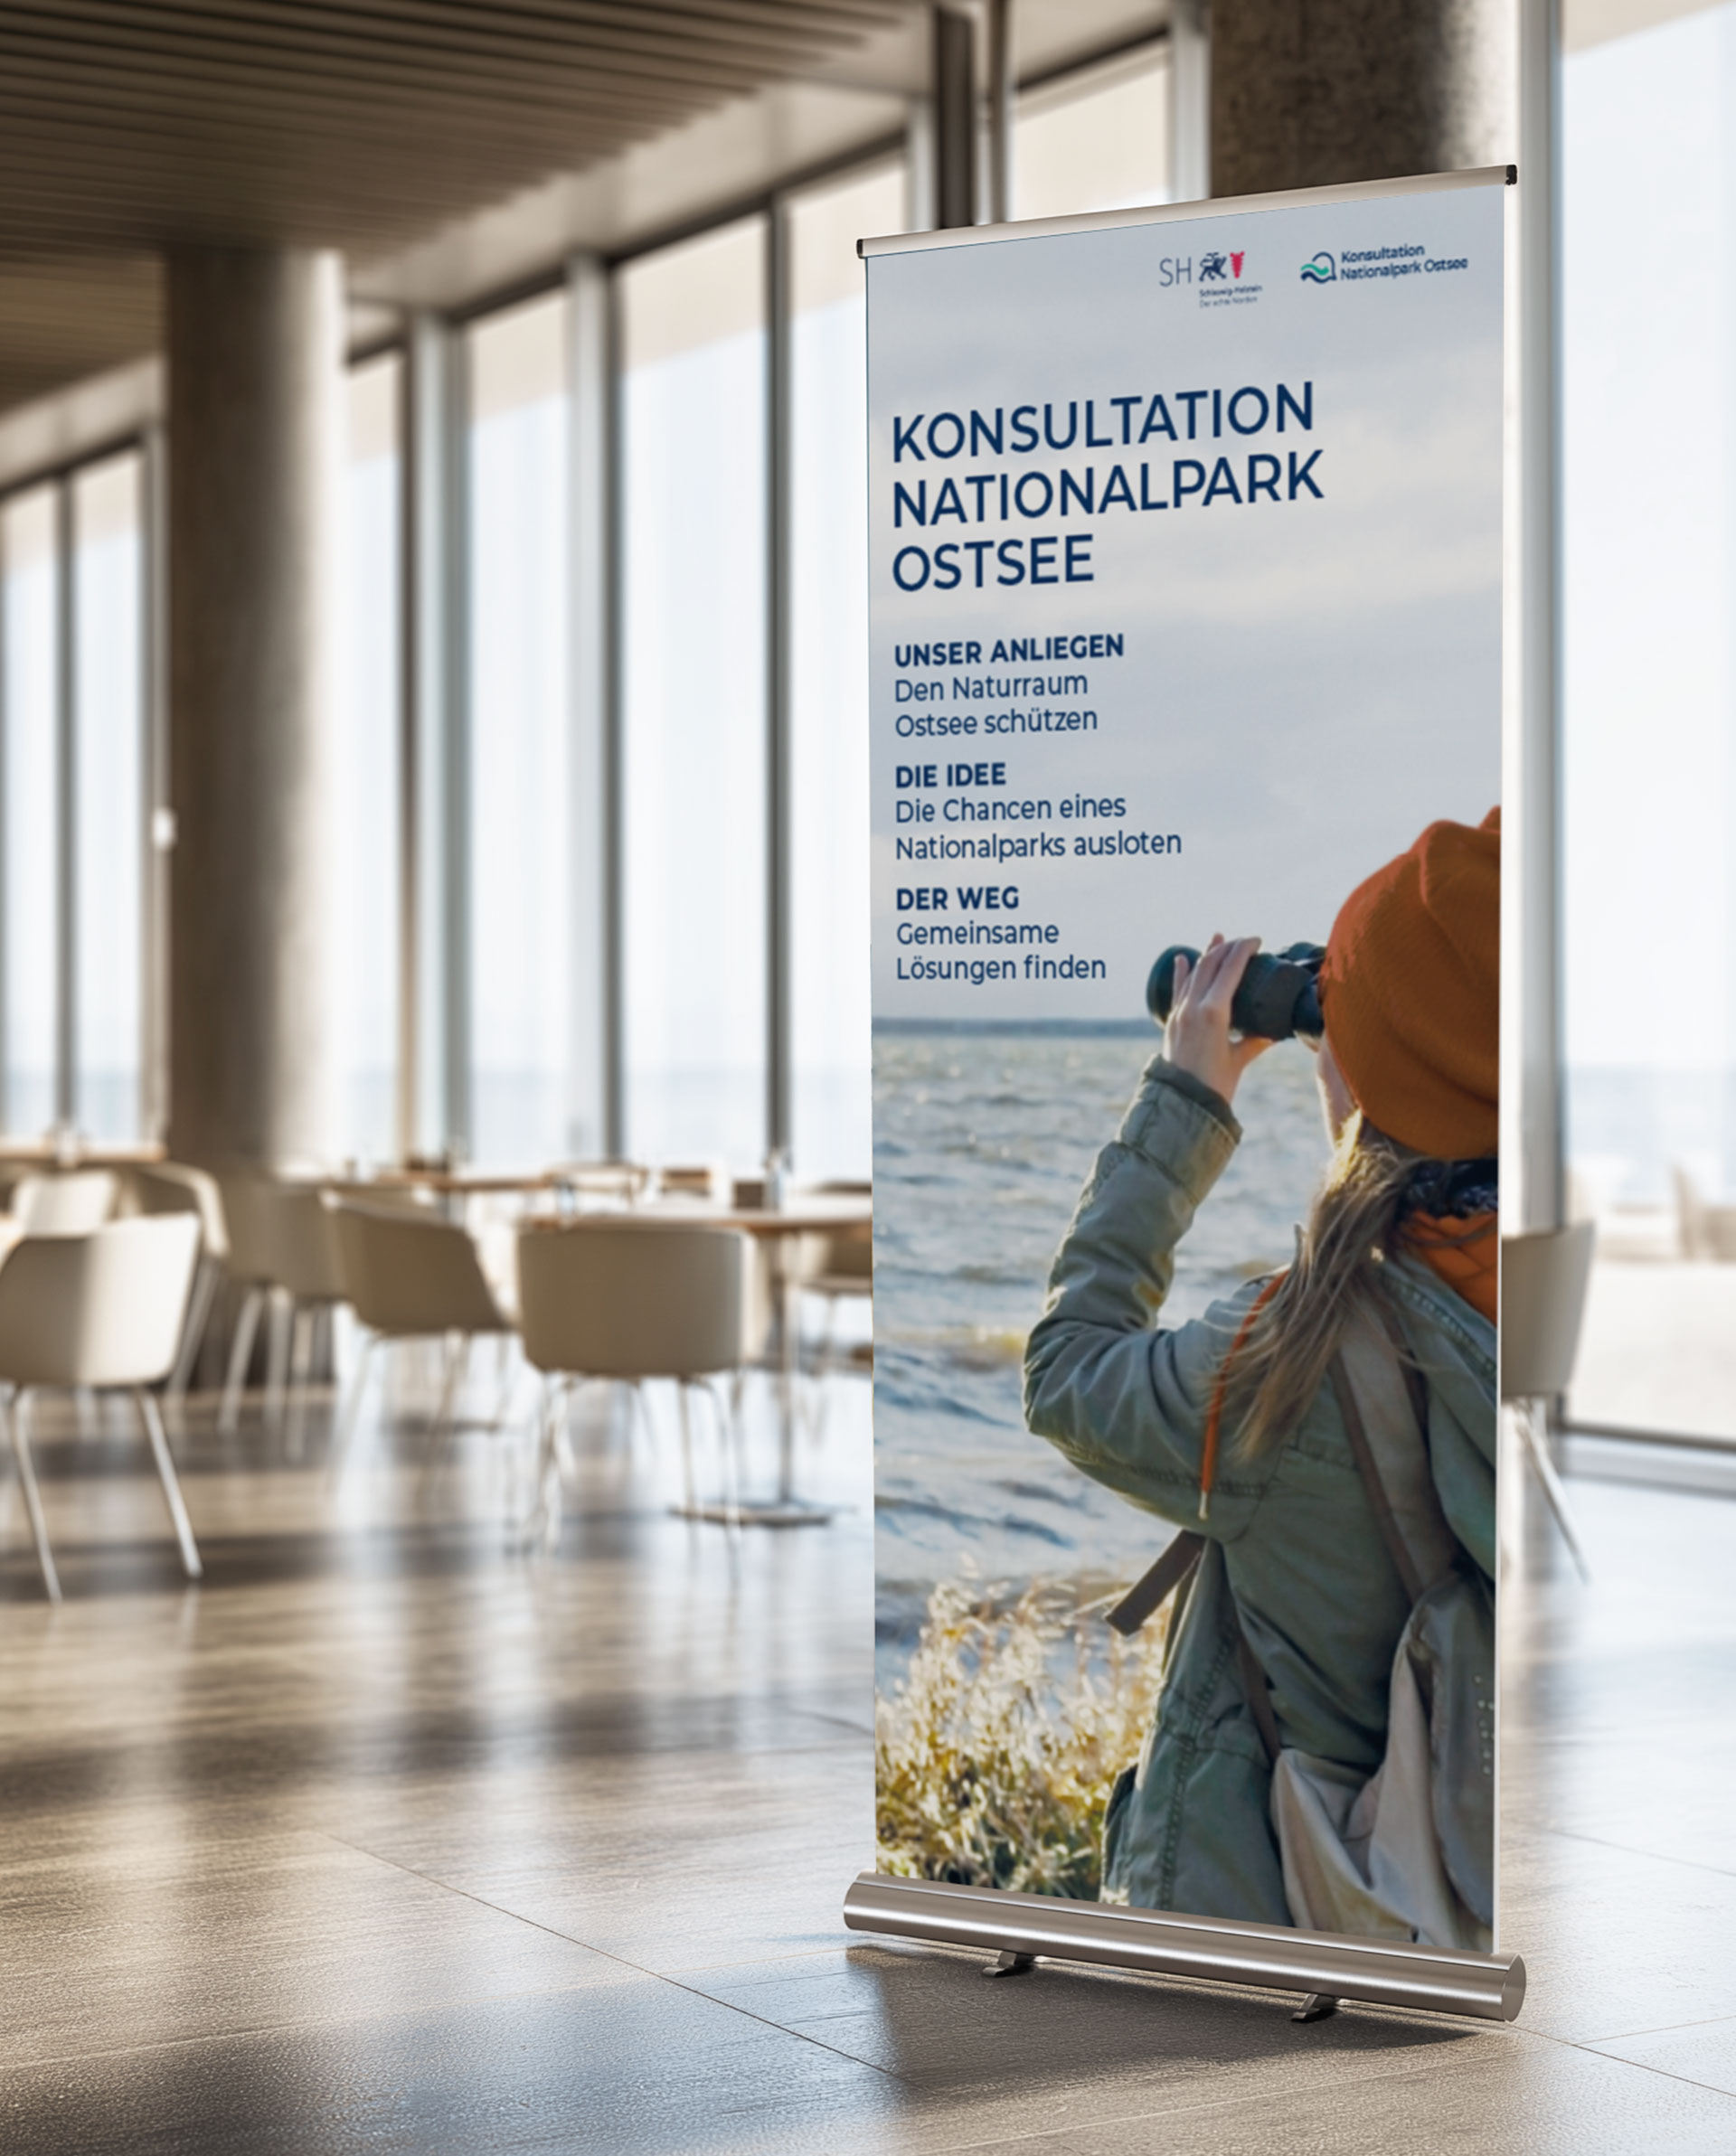 SH
Schleswig-Holstein
Der echte Norden
Konsultation
Nationalpark Ostsee
KONSULTATION
NATIONALPARK
OSTSEE
UNSER ANLIEGEN
Den Naturraum
Ostsee schützen
DIE IDEE
Die Chancen eines
Nationalparks ausloten
DER WEG
Gemeinsame
Lösungen finden